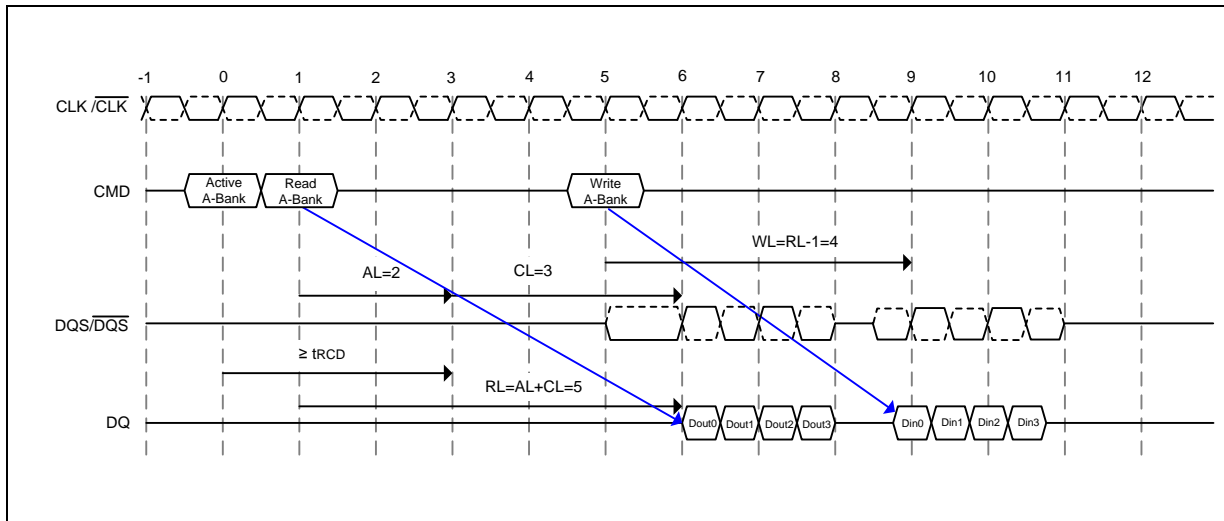 -1 0 1 2 3 4 5 6 7 8 9 10 11 12
CLK /CLK
CMD
Active
A-Bank
Read
A-Bank
Write
A-Bank
WL=RL-1=4
AL=2
CL=3
DQS/DQS
≥ tRCD
RL=AL+CL=5
DQ
Dout0 Dout1 Dout2 Dout3
Din0 Din1 Din2 Din3